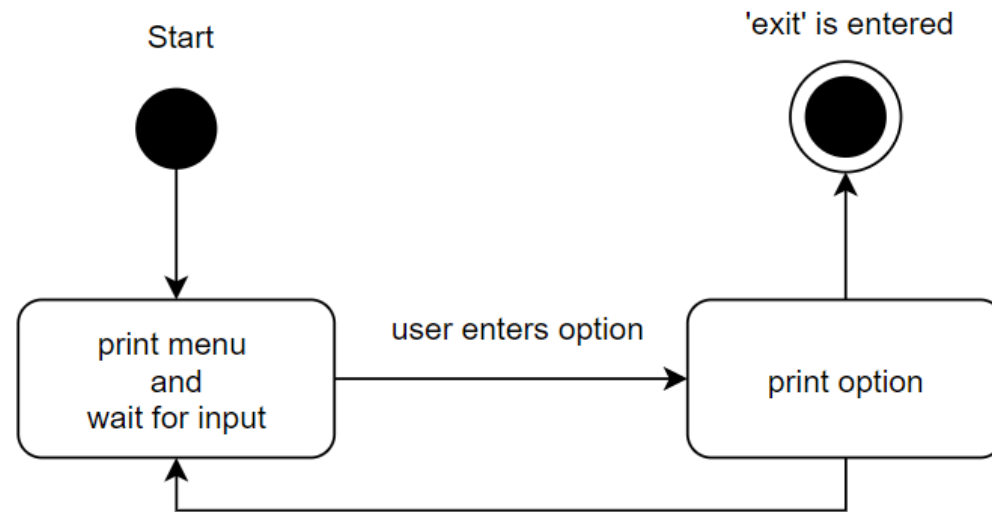 Start
'exit' is entered
print menu
and
wait for input
user enters option
print option